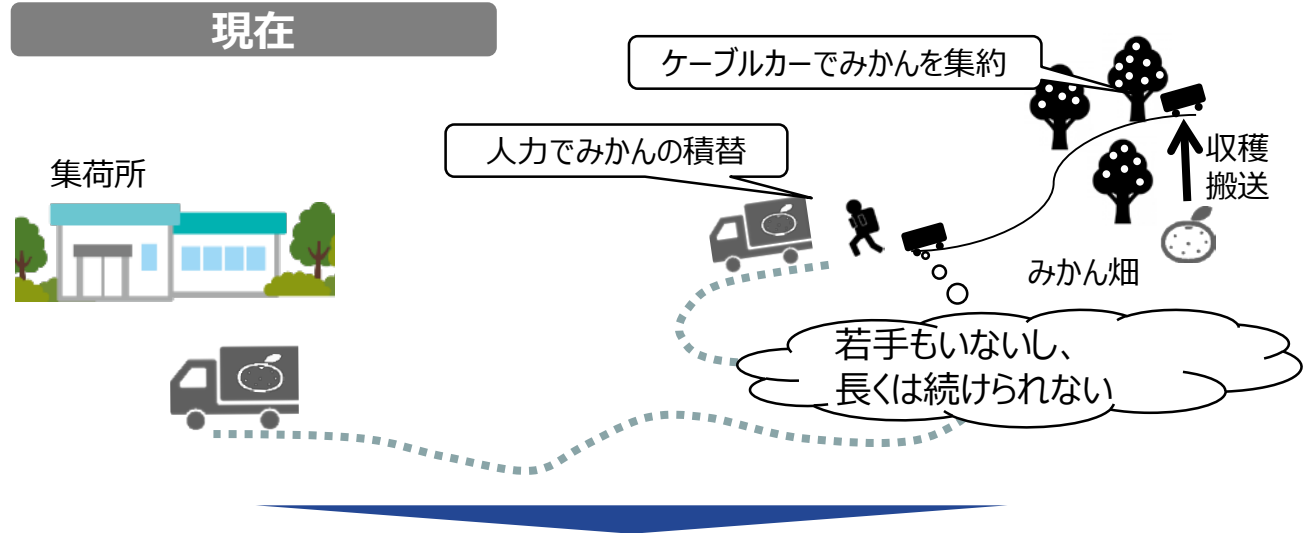 現在
ケーブルカーでみかんを集約
人力でみかんの積替
集荷所
収穫
搬送
みかん畑
若手もいないし、
長くは続けられない